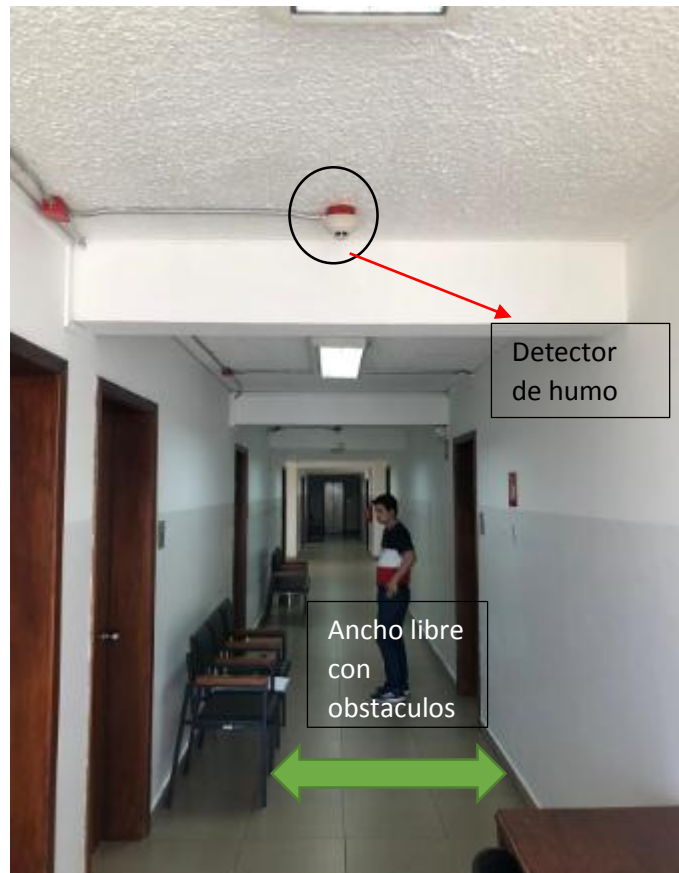 Detector
de humo
Ancho libre
con
obstaculos